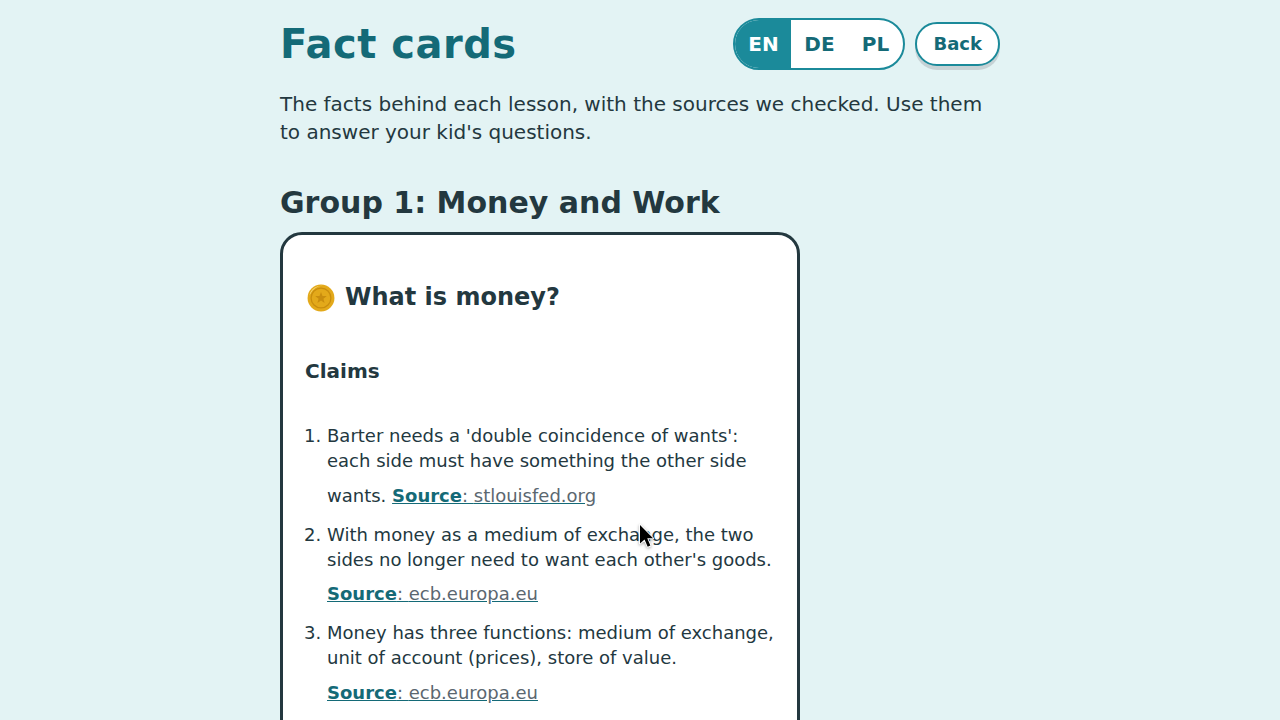 Fact cards
EN DE PL Back
The facts behind each lesson, with the sources we checked. Use them
to answer your kid's questions.
Group 1: Money and Work
What is money?
Claims
1. Barter needs a 'double coincidence of wants':
each side must have something the other side
wants. Source: stlouisfed.org
2. With money as a medium of exchange, the two
sides no longer need to want each other's goods.
Source: ecb.europa.eu
3. Money has three functions: medium of exchange,
unit of account (prices), store of value.
Source: ecb.europa.eu